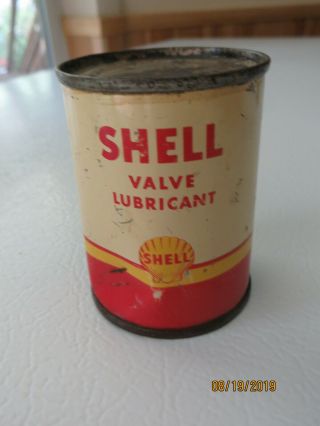 SHELL
VALVE
LUBRICANT
SHELL
08/19/2019